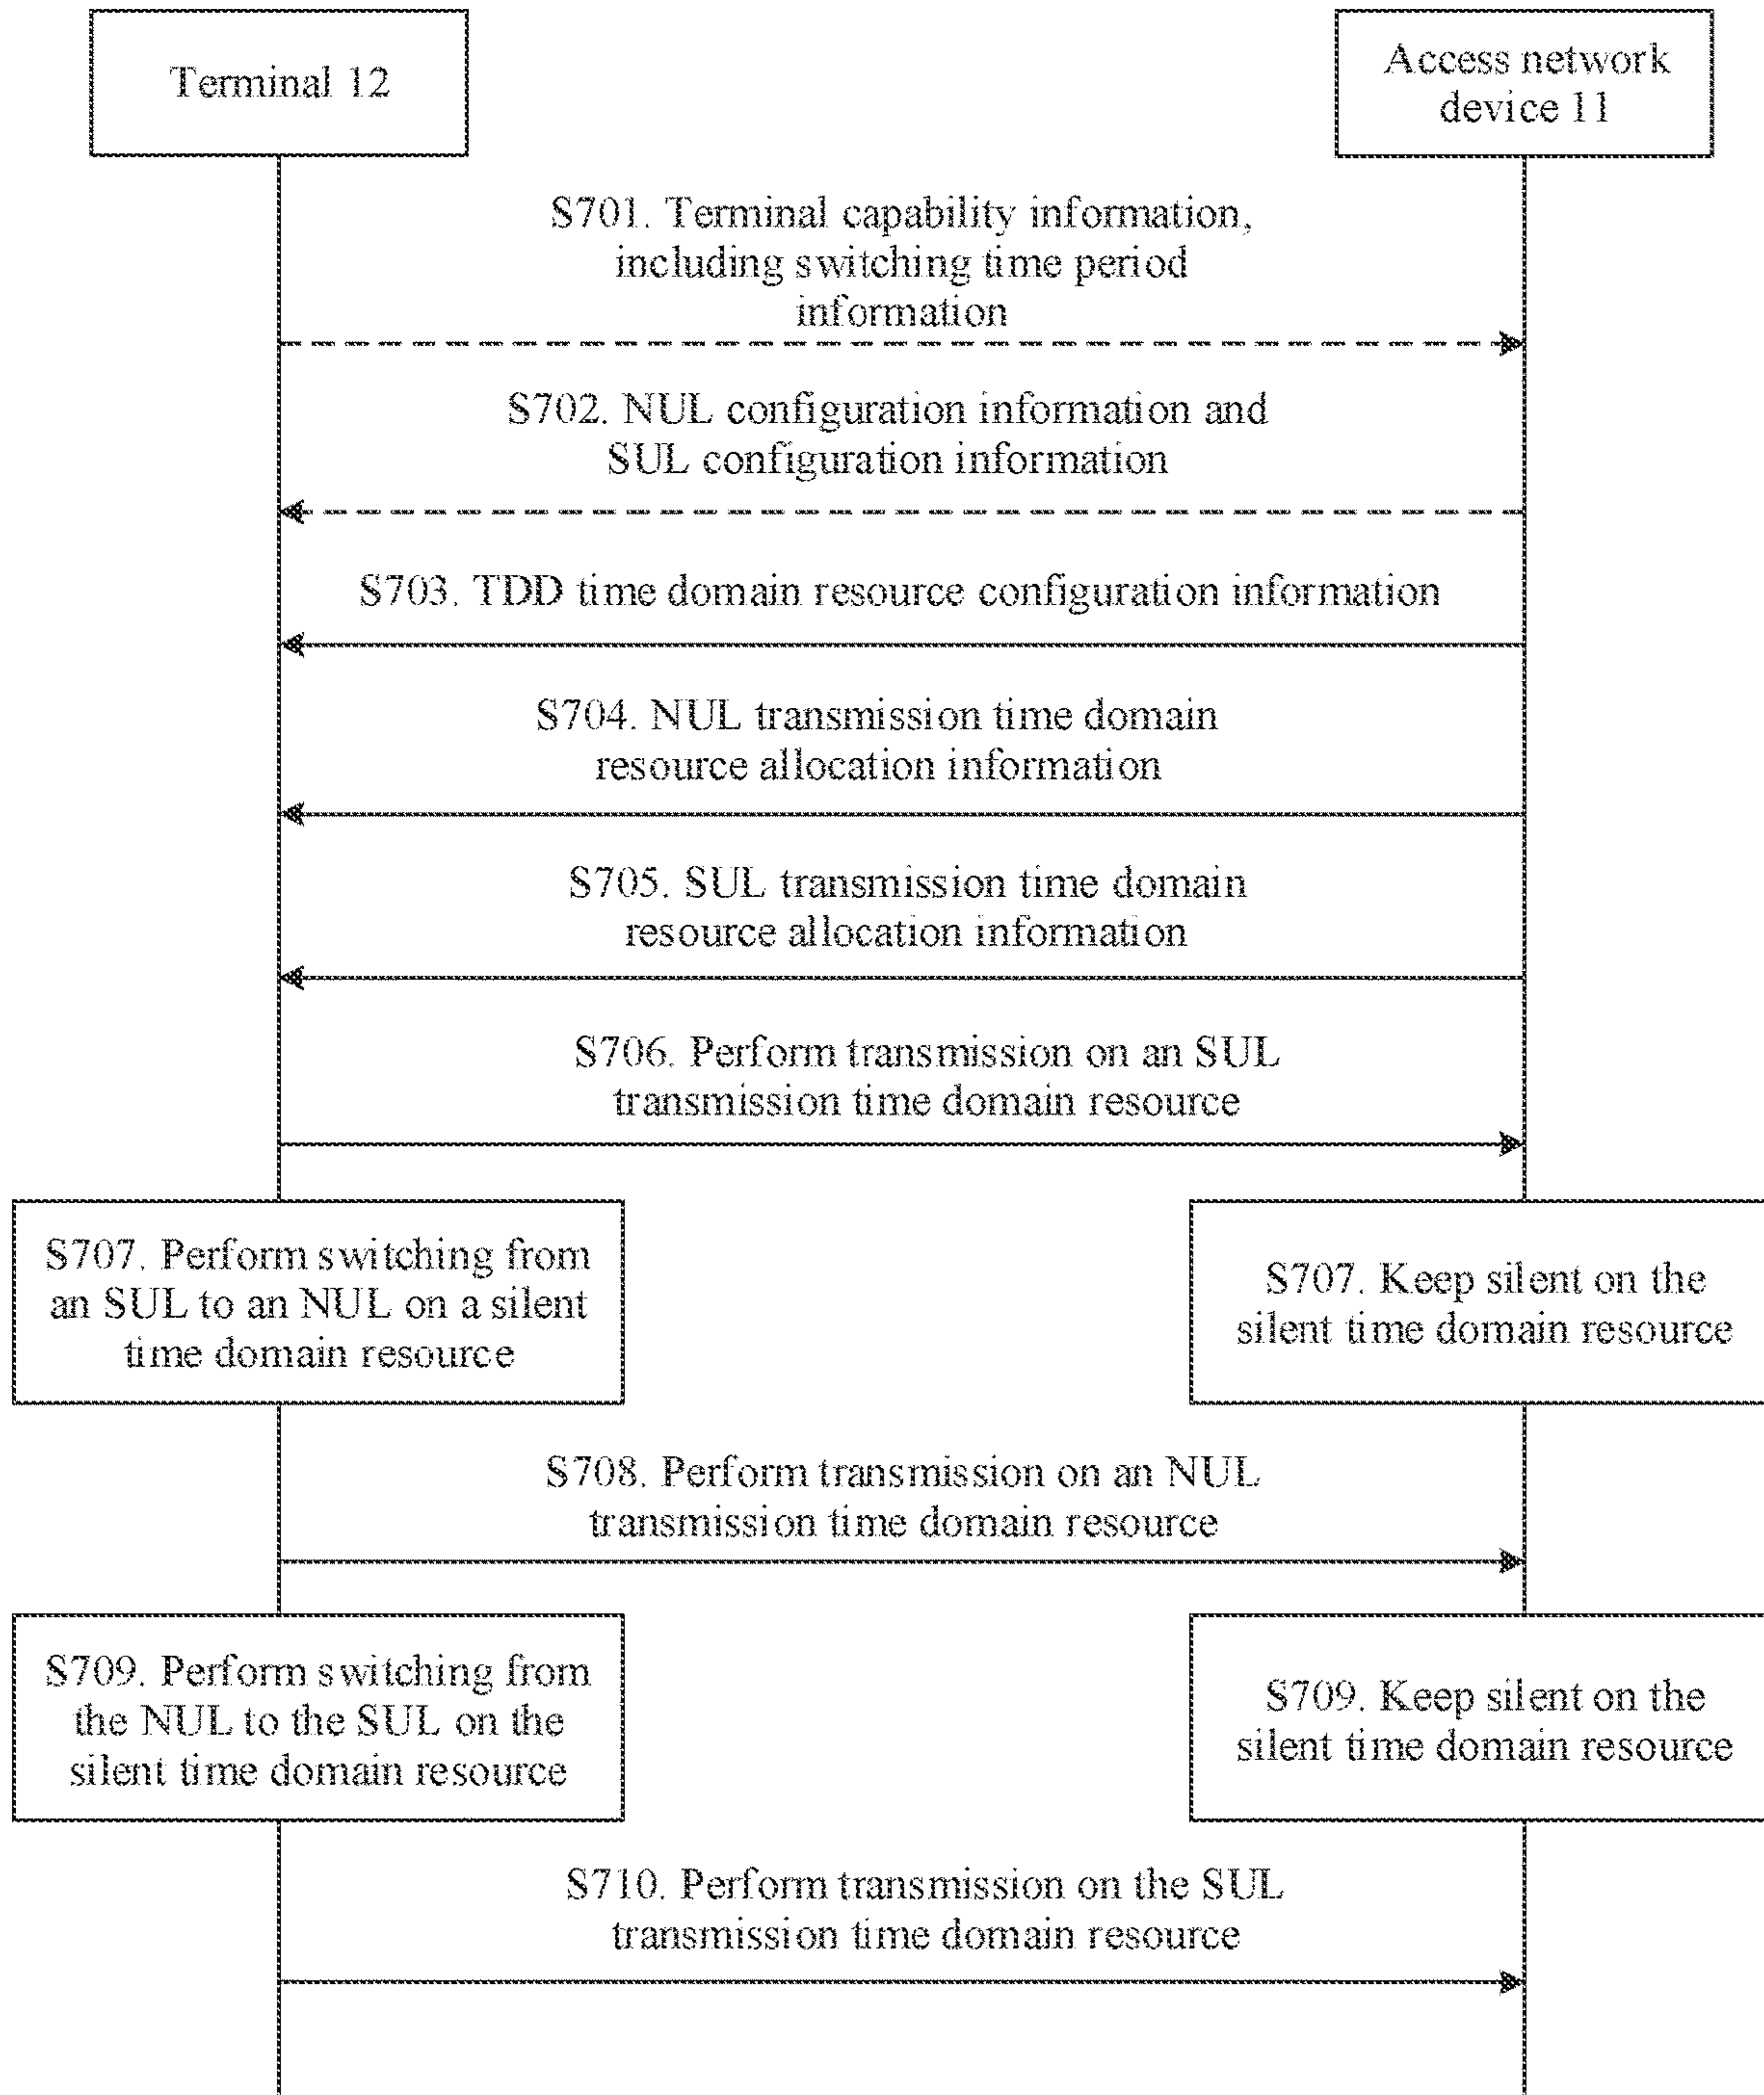 Terminal 12
Access network
device 11
S701. Terminal capability information,
including switching time period
information
S702. NUL configuration information and
SUL configuration information
S703. TDD time domain resource configuration information
S704. NUL transmission time domain
resource allocation information
S705. SUL transmission time domain
resource allocation information
S706. Perform transmission on an SUL
transmission time domain resource
S707. Perform switching from
an SUL to an NUL on a silent
time domain resource
S707. Keep silent on the
silent time domain resource
S708. Perform transmission on an NUL
transmission time domain resource
S709. Perform switching from
the NUL to the SUL on the
silent time domain resource
S709. Keep silent on the
silent time domain resource
S710. Perform transmission on the SUL
transmission time domain resource